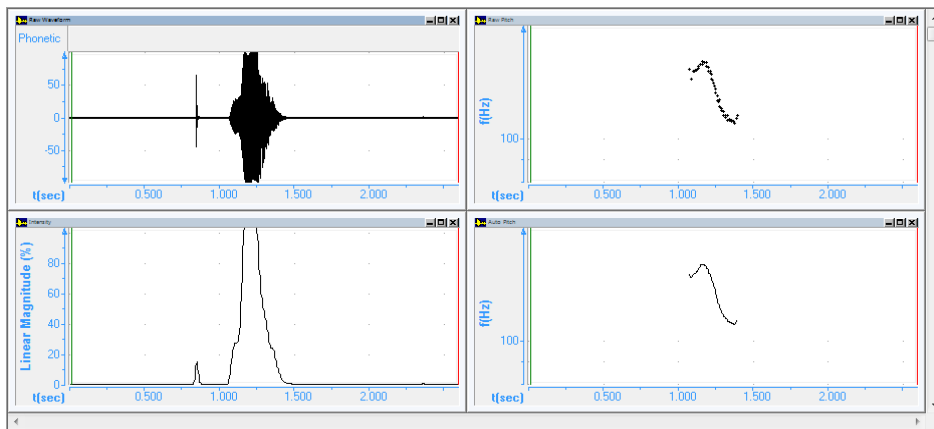 Raw Waveform
Phonetic
50
0
-50
t(sec) 0.500 1.000 1.500 2.000
Raw Pitch
f(Hz)
100
t(sec) 0.500 1.000 1.500 2.000
Intensity
Linear Magnitude (%)
80
60
40
20
0
t(sec) 0.500 1.000 1.500 2.000
Auto Pitch
f(Hz)
100
t(sec) 0.500 1.000 1.500 2.000